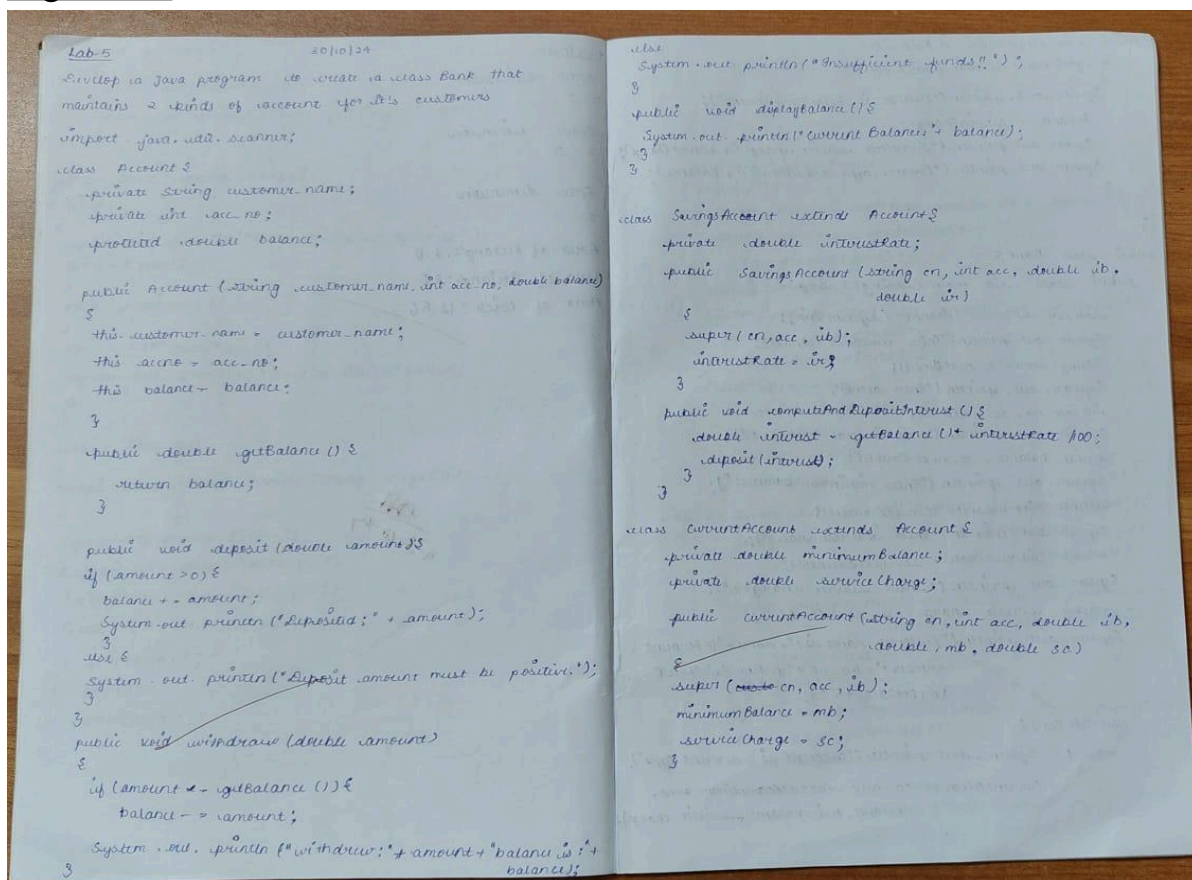 Lab-5 30/10/24
Develop a Java program to create a class Bank that
maintains 2 kinds of account for it's customers
import java.util.scanner;
class Account {
private String customer_name;
private int acc_no;
protected double balance;
public Account (String customer_name, int acc_no, double balance)
{
this.customer_name = customer_name;
this accno = acc_no;
this balance = balance;
}
public double getBalance () {
return balance;
}
public void deposit (double amount) {
if (amount >0) {
balance += amount;
System.out.println("Deposited:" + amount);
}
else {
System.out.println("Deposit amount must be positive.");
}
}
public void withdraw (double amount)
{
if (amount <= getBalance ()) {
balance -= amount;
System.out.println("withdrew:"+ amount+"balance is:"+
balance);
}
else
System.out println("Insufficient funds!!");
}
public void displayBalance () {
System.out.println("Current Balance:"+ balance);
}
}
class SavingsAccount extends Account {
private double interestRate;
public SavingsAccount (String cn, int acc, double ib,
double ir)
{
super(cn, acc, ib);
interestRate = ir;
}
public void computeAndDepositInterest () {
double interest = getBalance ()* interestRate /100;
deposit (interest);
}
}
class CurrentAccount extends Account {
private double minimumBalance;
private double serviceCharge;
public CurrentAccount (String cn, int acc, double ib,
double, mb, double sc)
{
super (cn, acc, ib);
minimumBalance = mb;
serviceCharge = sc;
}